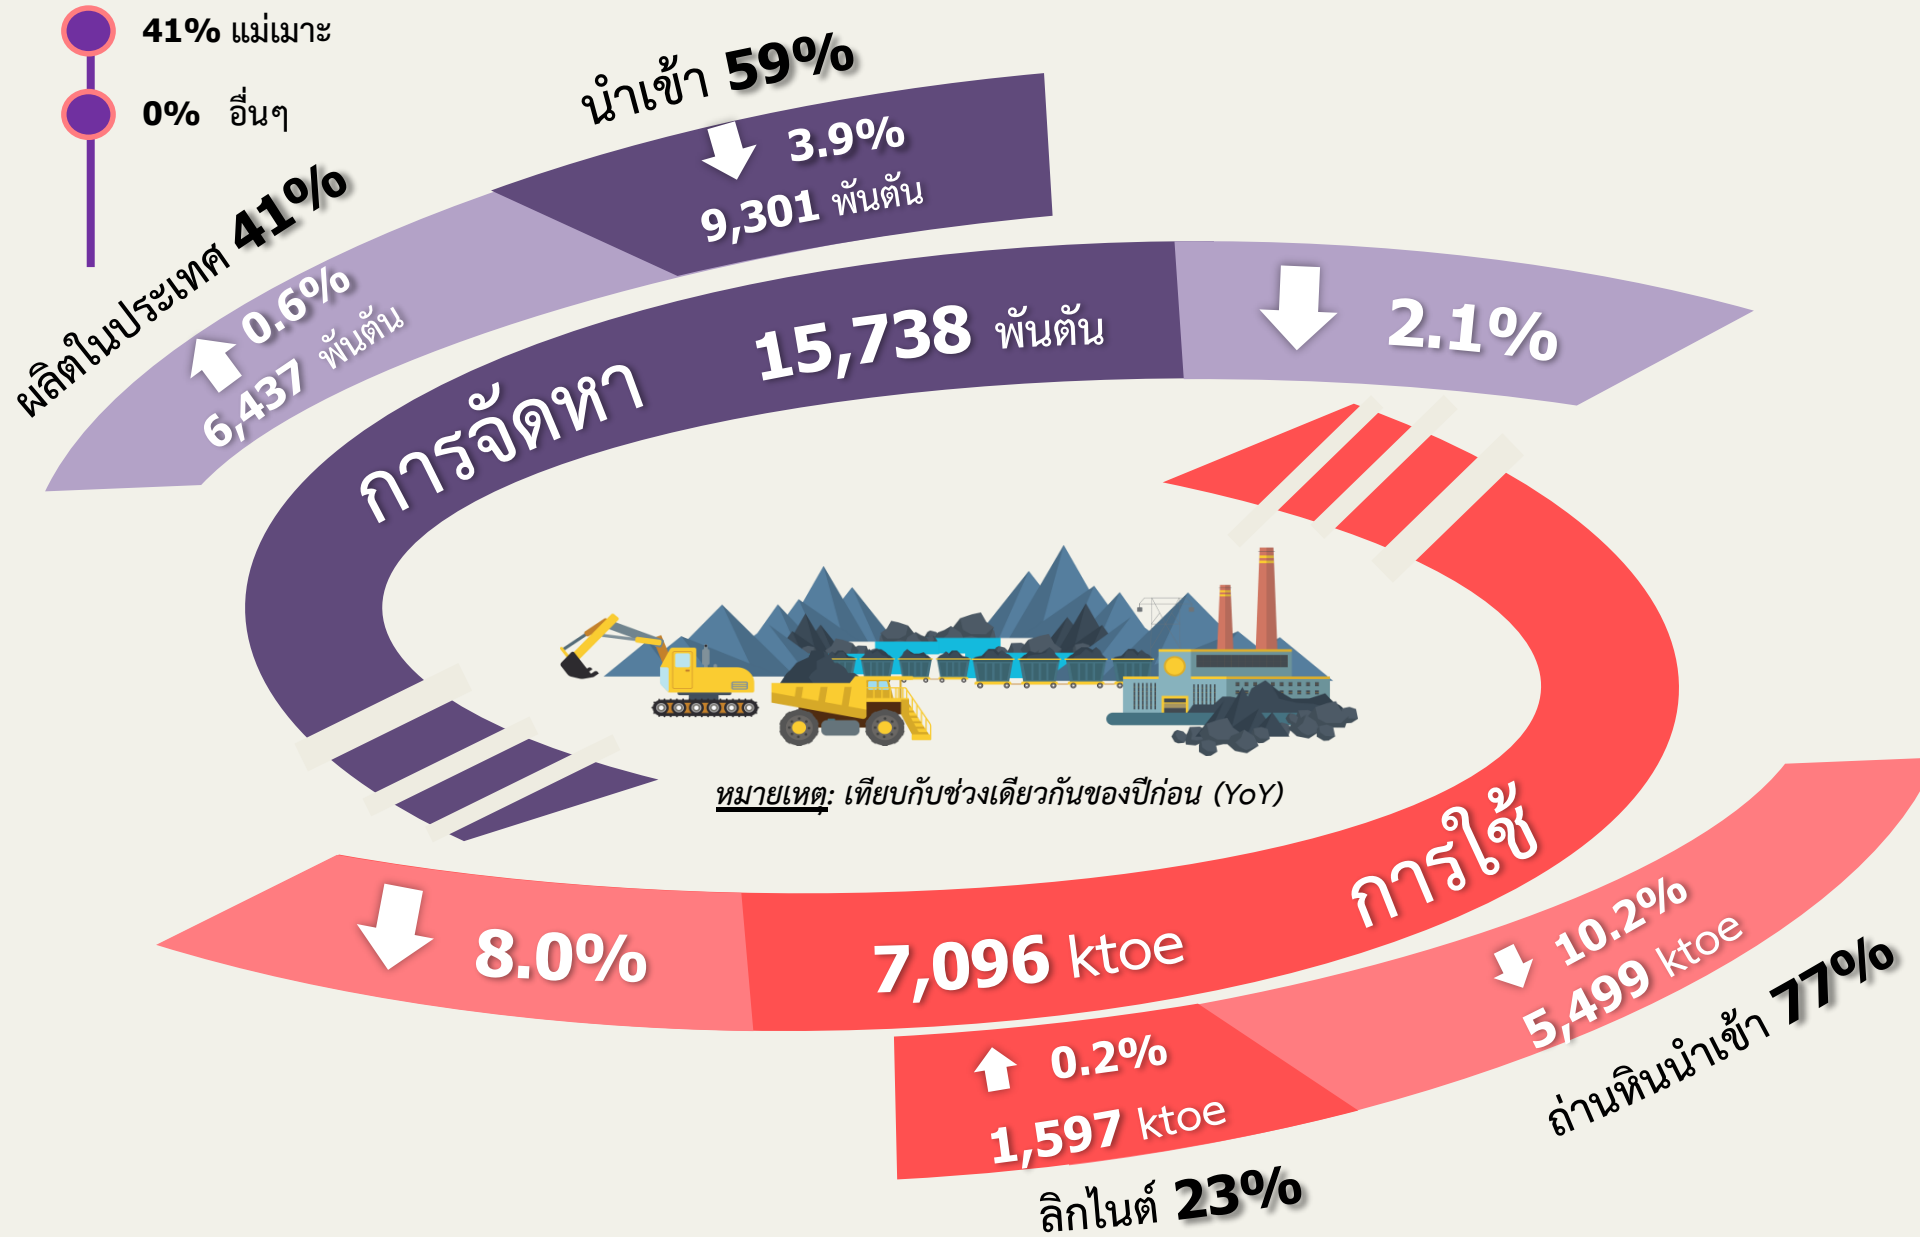 41% แม่เมาะ
0% อื่นๆ
นำเข้า 59%
3.9%
9,301 พันตัน
ผลิตในประเทศ 41%
0.6%
6,437 พันตัน
การจัดหา 15,738 พันตัน
2.1%
หมายเหตุ: เทียบกับช่วงเดียวกันของปีก่อน (YoY)
การใช้
7,096 ktoe
8.0%
10.2%
5,499 ktoe
ถ่านหินนำเข้า 77%
0.2%
1,597 ktoe
ลิกไนต์ 23%